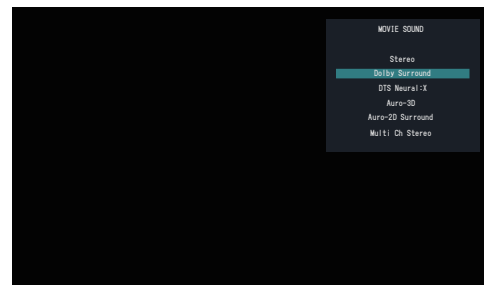 MOVIE SOUND
Stereo
Dolby Surround
DTS Neural:X
Auro-3D
Auro-2D Surround
Multi Ch Stereo